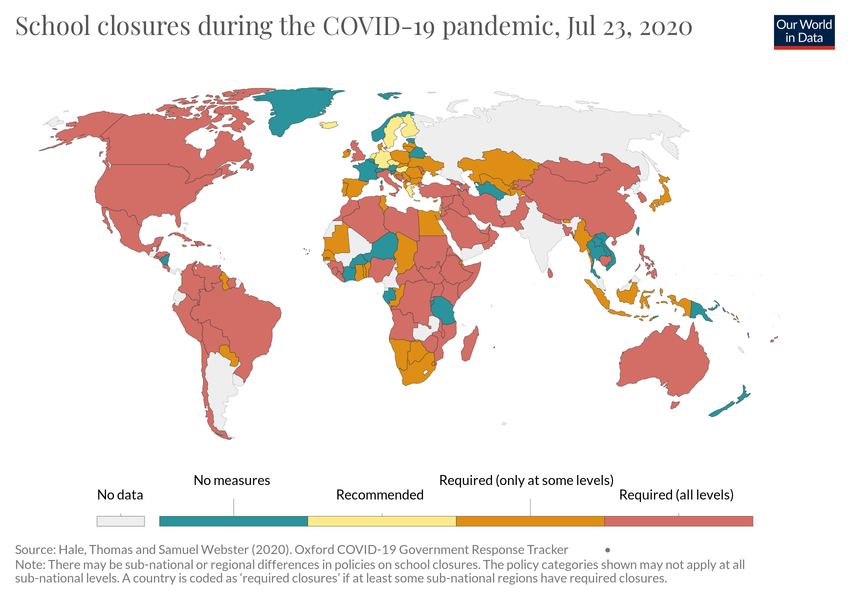 School closures during the COVID-19 pandemic, Jul 23, 2020
Our World
in Data
No data
No measures
Recommended
Required (only at some levels)
Required (all levels)
Source: Hale, Thomas and Samuel Webster (2020). Oxford COVID-19 Government Response Tracker •
Note: There may be sub-national or regional differences in policies on school closures. The policy categories shown may not apply at all
sub-national levels. A country is coded as 'required closures' if at least some sub-national regions have required closures.